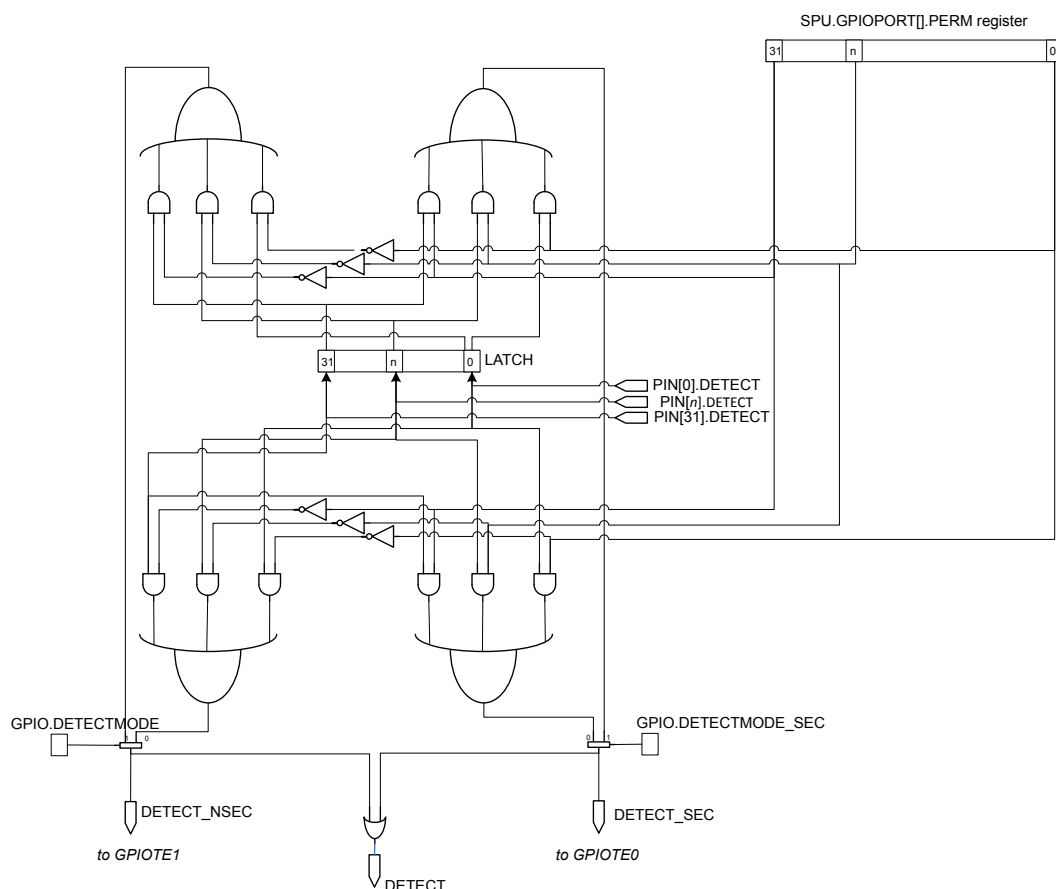 SPU.GPIOPORT[].PERM register
31
n
0
31
n
0
LATCH
PIN[0].DETECT
PIN[n].DETECT
PIN[31].DETECT
GPIO.DETECTMODE
1
0
0
1
GPIO.DETECTMODE_SEC
DETECT_NSEC
DETECT_SEC
to GPIOTE1
to GPIOTE0
DETECT